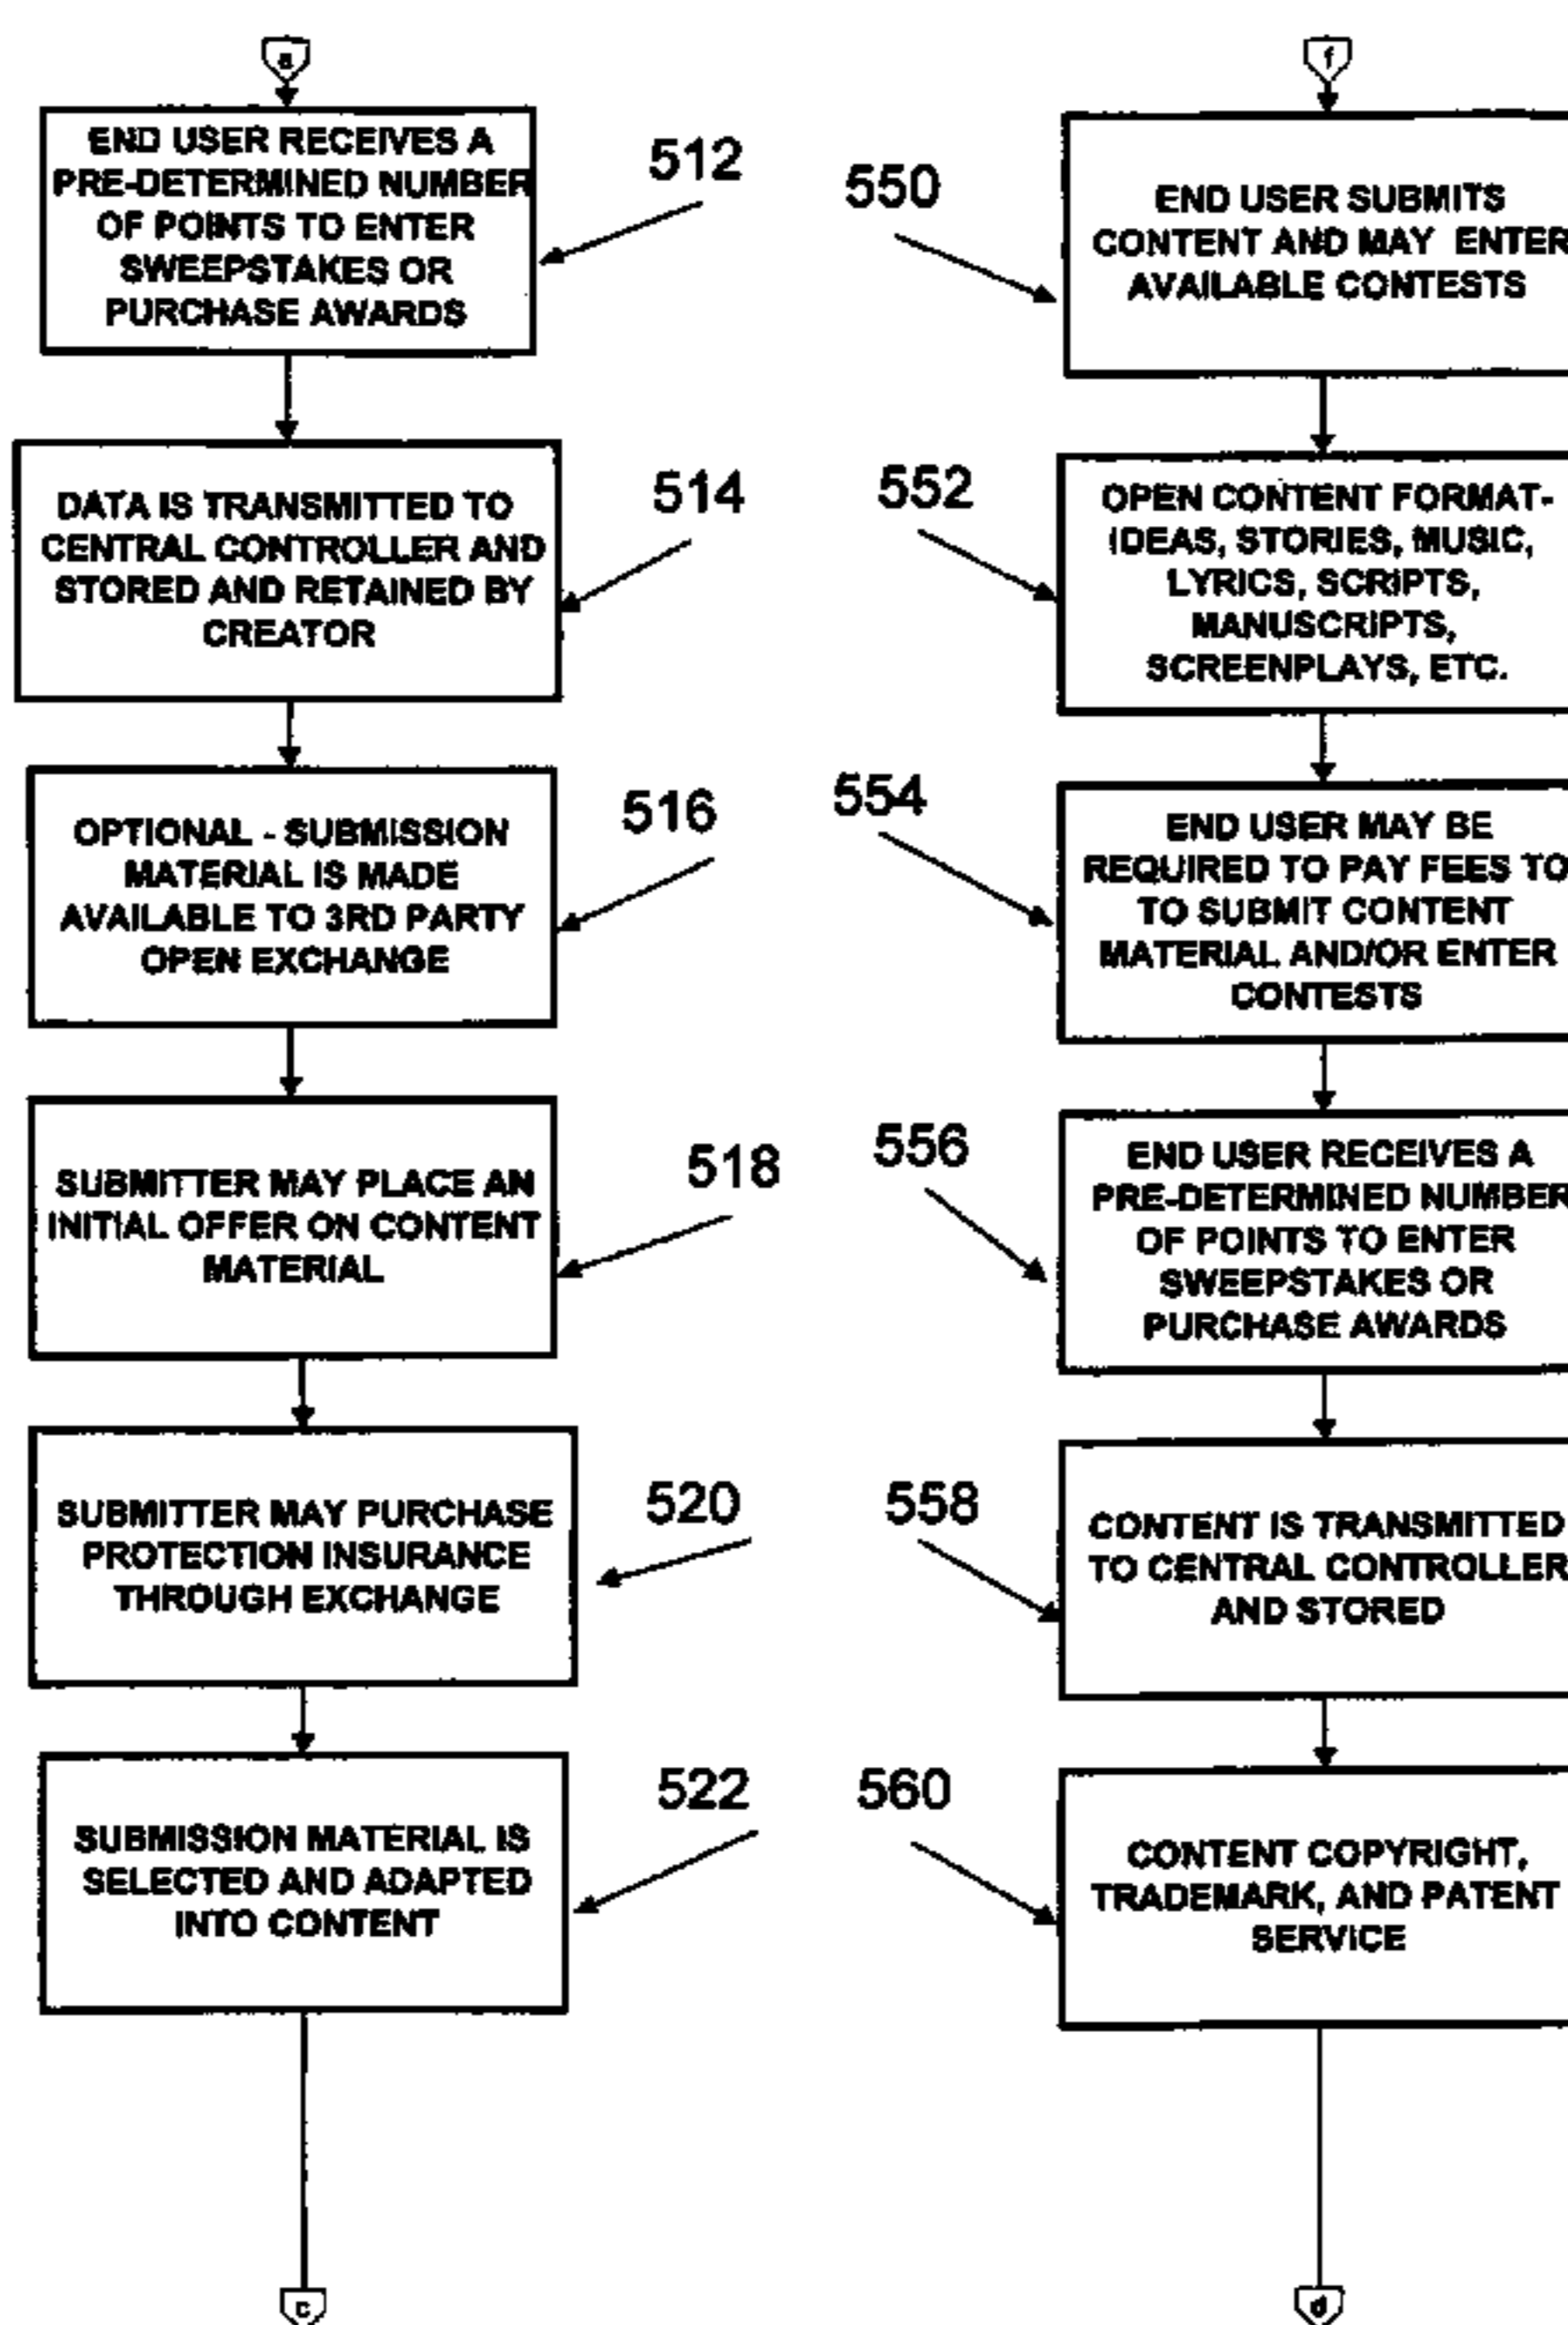 a
END USER RECEIVES A
PRE-DETERMINED NUMBER
OF POINTS TO ENTER
SWEEPSTAKES OR
PURCHASE AWARDS
512
DATA IS TRANSMITTED TO
CENTRAL CONTROLLER AND
STORED AND RETAINED BY
CREATOR
514
OPTIONAL - SUBMISSION
MATERIAL IS MADE
AVAILABLE TO 3RD PARTY
OPEN EXCHANGE
516
SUBMITTER MAY PLACE AN
INITIAL OFFER ON CONTENT
MATERIAL
518
SUBMITTER MAY PURCHASE
PROTECTION INSURANCE
THROUGH EXCHANGE
520
SUBMISSION MATERIAL IS
SELECTED AND ADAPTED
INTO CONTENT
522
c
f
550
END USER SUBMITS
CONTENT AND MAY ENTER
AVAILABLE CONTESTS
552
OPEN CONTENT FORMAT-
IDEAS, STORIES, MUSIC,
LYRICS, SCRIPTS,
MANUSCRIPTS,
SCREENPLAYS, ETC.
554
END USER MAY BE
REQUIRED TO PAY FEES TO
TO SUBMIT CONTENT
MATERIAL AND/OR ENTER
CONTESTS
556
END USER RECEIVES A
PRE-DETERMINED NUMBER
OF POINTS TO ENTER
SWEEPSTAKES OR
PURCHASE AWARDS
558
CONTENT IS TRANSMITTED
TO CENTRAL CONTROLLER
AND STORED
560
CONTENT COPYRIGHT,
TRADEMARK, AND PATENT
SERVICE
d